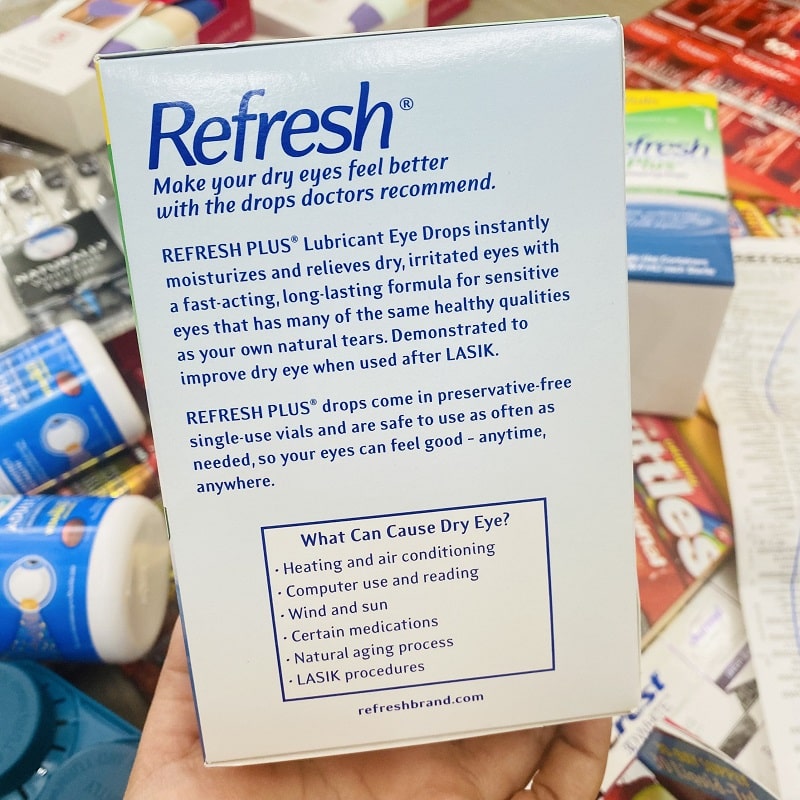 Refresh®
Make your dry eyes feel better
with the drops doctors recommend.
REFRESH PLUS® Lubricant Eye Drops instantly
moisturizes and relieves dry, irritated eyes with
a fast-acting, long-lasting formula for sensitive
eyes that has many of the same healthy qualities
as your own natural tears. Demonstrated to
improve dry eye when used after LASIK.
REFRESH PLUS® drops come in preservative-free
single-use vials and are safe to use as often as
needed, so your eyes can feel good – anytime,
anywhere.
What Can Cause Dry Eye?
· Heating and air conditioning
· Computer use and reading
· Wind and sun
· Certain medications
· Natural aging process
· LASIK procedures
refreshbrand.com
efresh
Plus
NATURALLY
ttles